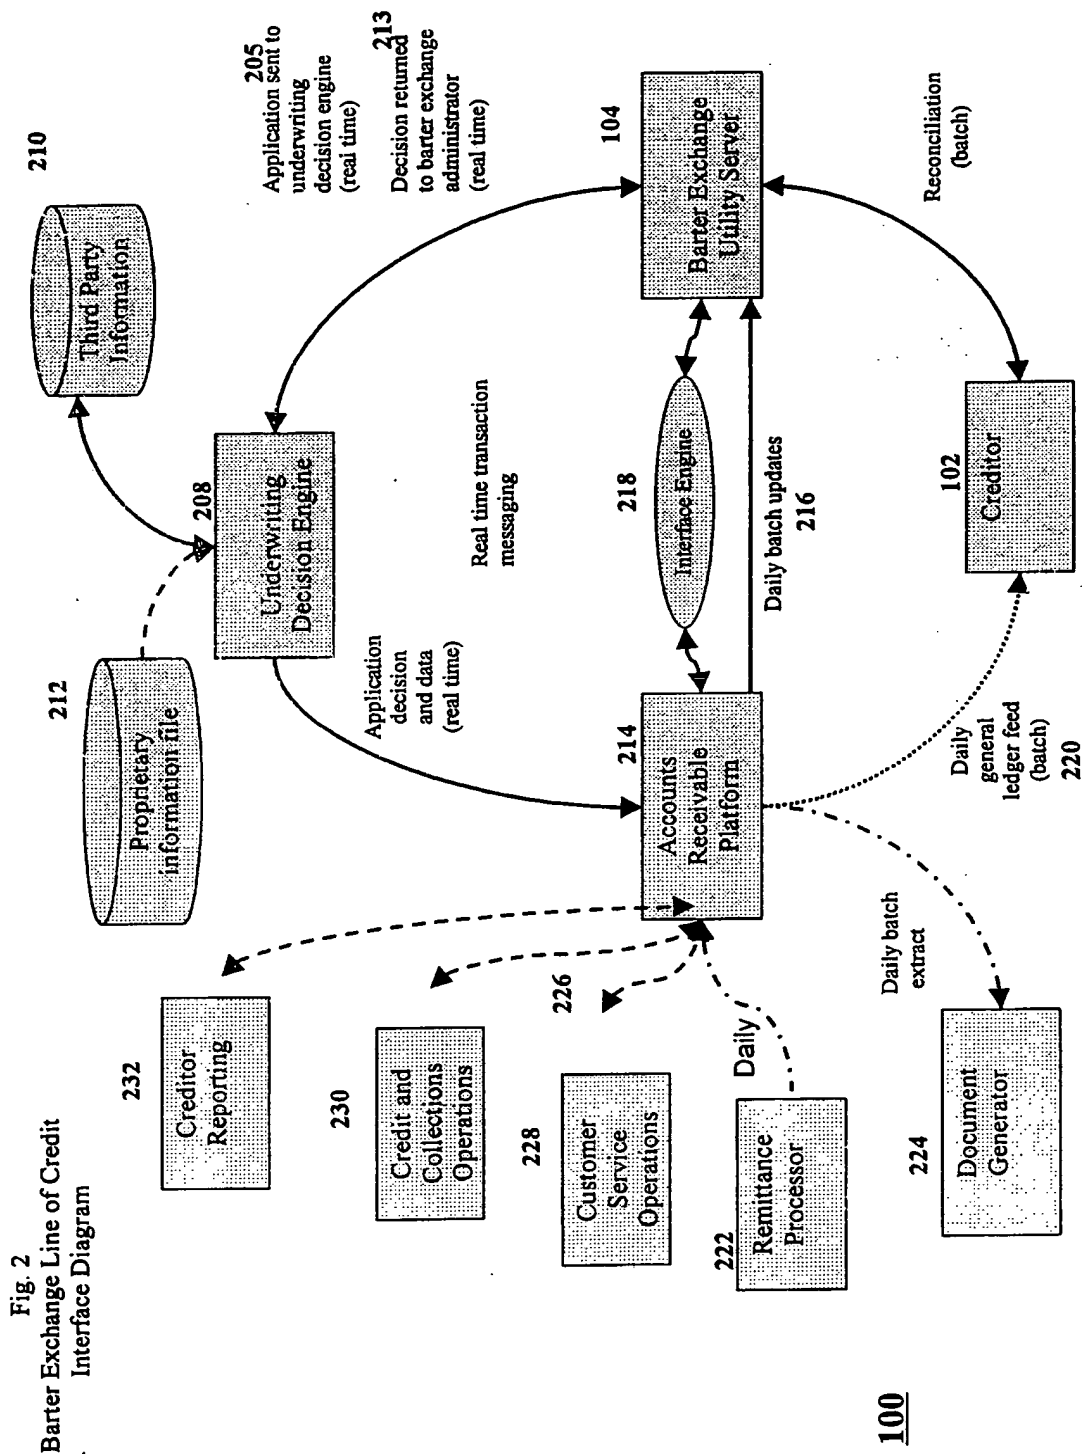 Fig. 2
Barter Exchange Line of Credit
Interface Diagram
210
Third Party
Information
205
Application sent to
underwriting
decision engine
(real time)
213
Decision returned
to barter exchange
administrator
(real time)
212
Proprietary
information file
208
Underwriting
Decision Engine
232
Creditor
Reporting
Application
decision
and data
(real time)
Real time transaction
messaging
230
Credit and
Collections
Operations
228
Customer
Service
Operations
226
214
Accounts
Receivable
Platform
218
Interface Engine
104
Barter Exchange
Utility Server
Daily batch updates
216
222
Remittance
Processor
Daily
Daily batch
extract
224
Document
Generator
Daily
general
ledger feed
(batch)
220
102
Creditor
Reconciliation
(batch)
100